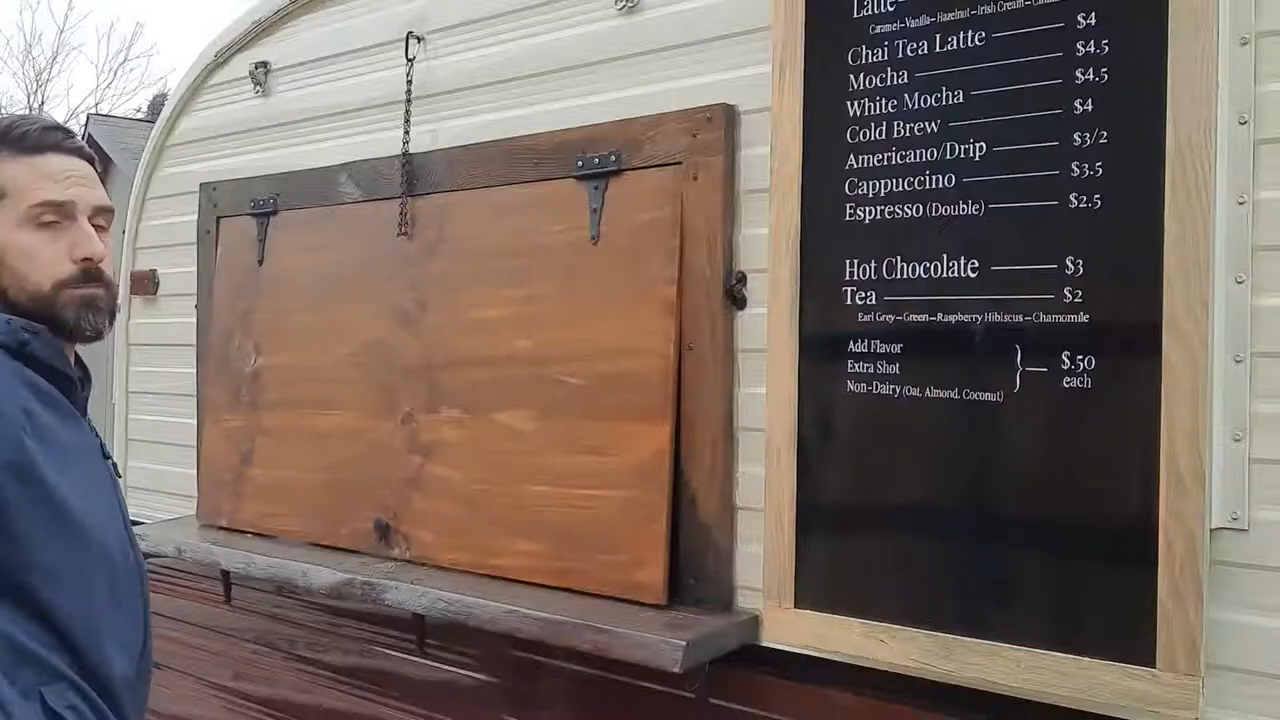 Latte
Caramel-Vanilla-Hazelnut-Irish Cream-
Chai Tea Latte $4
Mocha $4.5
White Mocha $4.5
Cold Brew $4
Americano/Drip $3/2
Cappuccino $3.5
Espresso (Double) $2.5
Hot Chocolate $3
Tea $2
Earl Grey-Green-Raspberry Hibiscus-Chamomile
Add Flavor
Extra Shot
Non-Dairy (Oat, Almond, Coconut)
$.50
each